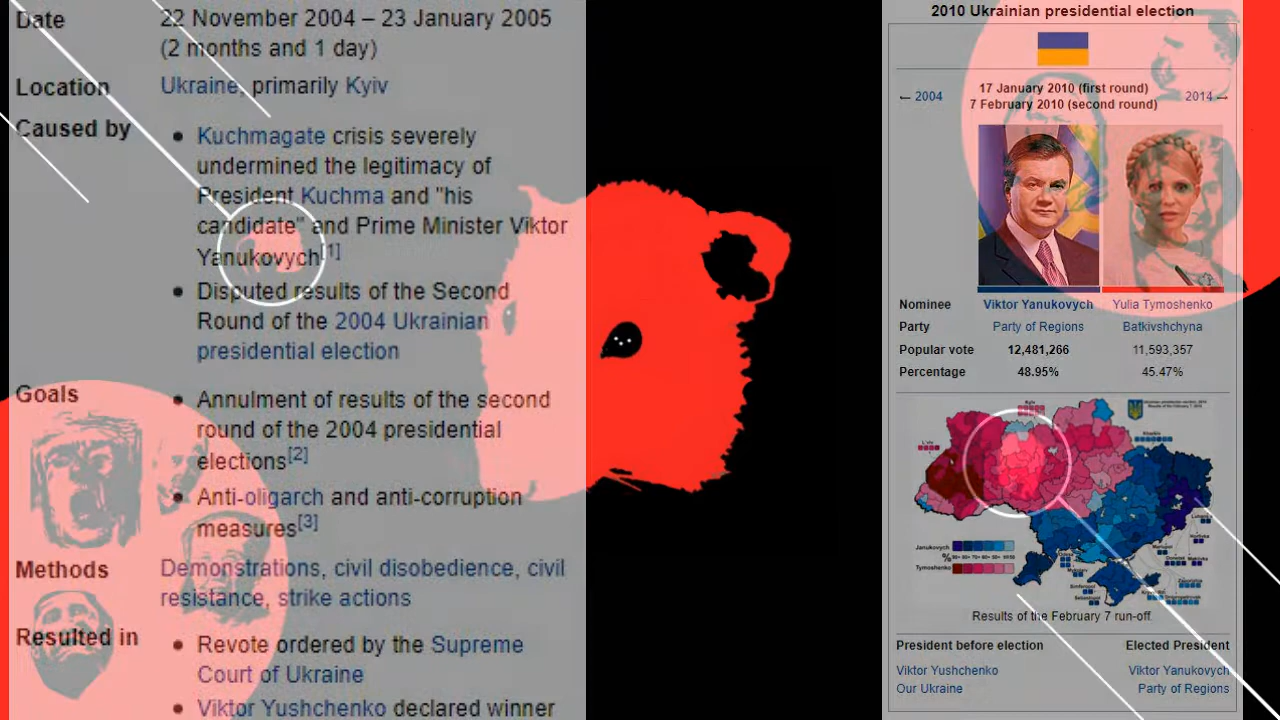 Date 22 November 2004 – 23 January 2005
(2 months and 1 day)
Location Ukraine, primarily Kyiv
Caused by
• Kuchmagate crisis severely
undermined the legitimacy of
President Kuchma and "his
candidate" and Prime Minister Viktor
Yanukovych[1]
• Disputed results of the Second
Round of the 2004 Ukrainian
presidential election
Goals
• Annulment of results of the second
round of the 2004 presidential
elections[2]
• Anti-oligarch and anti-corruption
measures[3]
Methods Demonstrations, civil disobedience, civil
resistance, strike actions
Resulted in
• Revote ordered by the Supreme
Court of Ukraine
• Viktor Yushchenko declared winner
2010 Ukrainian presidential election
17 January 2010 (first round)
← 2004 7 February 2010 (second round) 2014 →
Nominee Viktor Yanukovych Yulia Tymoshenko
Party Party of Regions Batkivshchyna
Popular vote 12,481,266 11,593,357
Percentage 48.95% 45.47%
Janukovych
%
Tymoshenko
Results of the February 7 run-off
President before election Elected President
Viktor Yushchenko Viktor Yanukovych
Our Ukraine Party of Regions